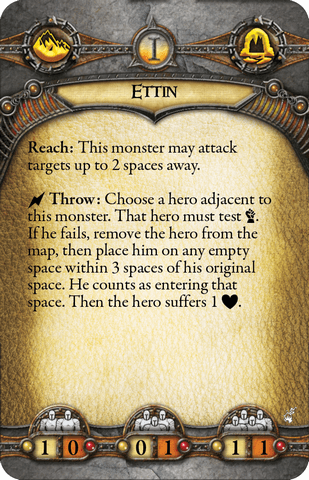 I
Ettin
Reach: This monster may attack
targets up to 2 spaces away.
Throw: Choose a hero adjacent to
this monster. That hero must test .
If he fails, remove the hero from the
map, then place him on any empty
space within 3 spaces of his original
space. He counts as entering that
space. Then the hero suffers 1 .
1 0 0 1 1 1